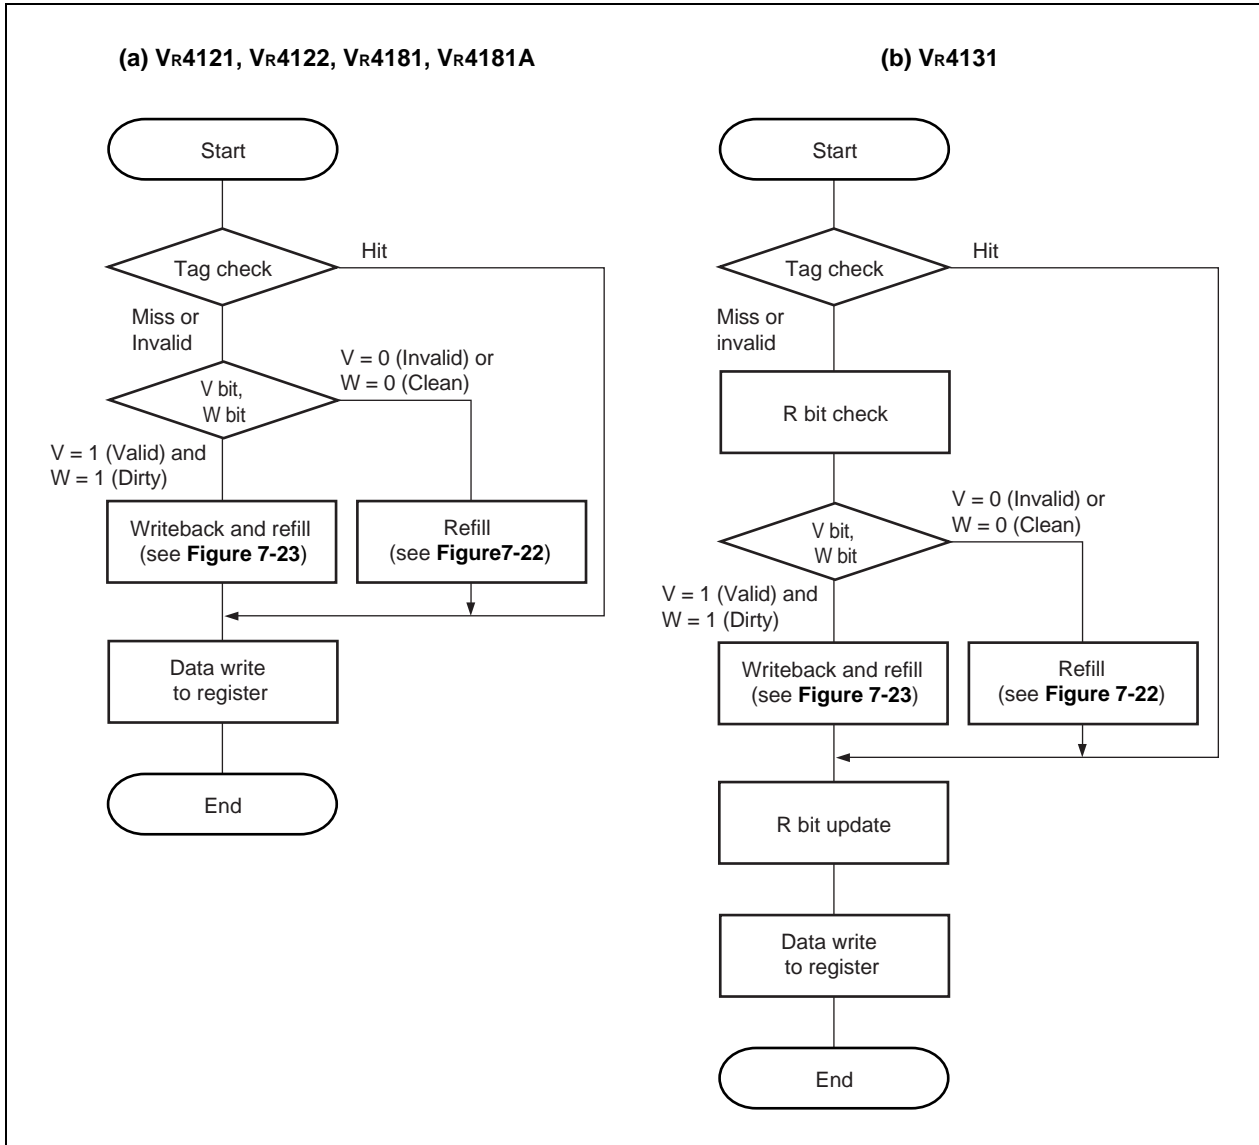 (a) VR4121, VR4122, VR4181, VR4181A
Start
Tag check
Hit
Miss or
Invalid
V bit,
W bit
V = 0 (Invalid) or
W = 0 (Clean)
V = 1 (Valid) and
W = 1 (Dirty)
Writeback and refill
(see Figure 7-23)
Refill
(see Figure7-22)
Data write
to register
End
(b) VR4131
Start
Tag check
Hit
Miss or
invalid
R bit check
V bit,
W bit
V = 0 (Invalid) or
W = 0 (Clean)
V = 1 (Valid) and
W = 1 (Dirty)
Writeback and refill
(see Figure 7-23)
Refill
(see Figure 7-22)
R bit update
Data write
to register
End